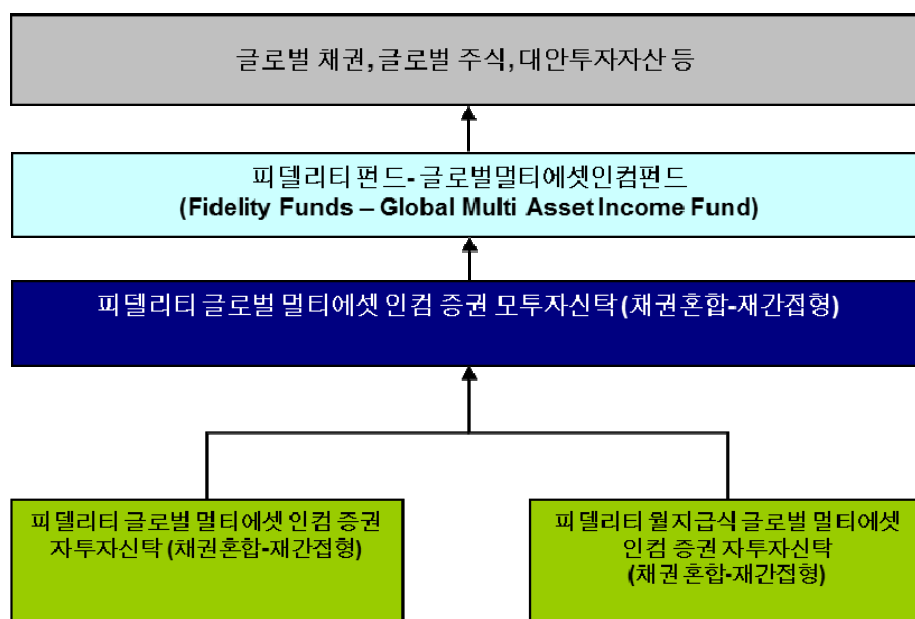 글로벌 채권, 글로벌 주식, 대안투자자산 등
피델리티 펀드- 글로벌멀티에셋인컴펀드
(Fidelity Funds – Global Multi Asset Income Fund)
피델리티 글로벌 멀티에셋 인컴 증권 모투자신탁 (채권혼합-재간접형)
피델리티 글로벌 멀티에셋 인컴 증권
자투자신탁 (채권혼합-재간접형)
피델리티 월지급식 글로벌 멀티에셋
인컴 증권 자투자신탁
(채권혼합-재간접형)